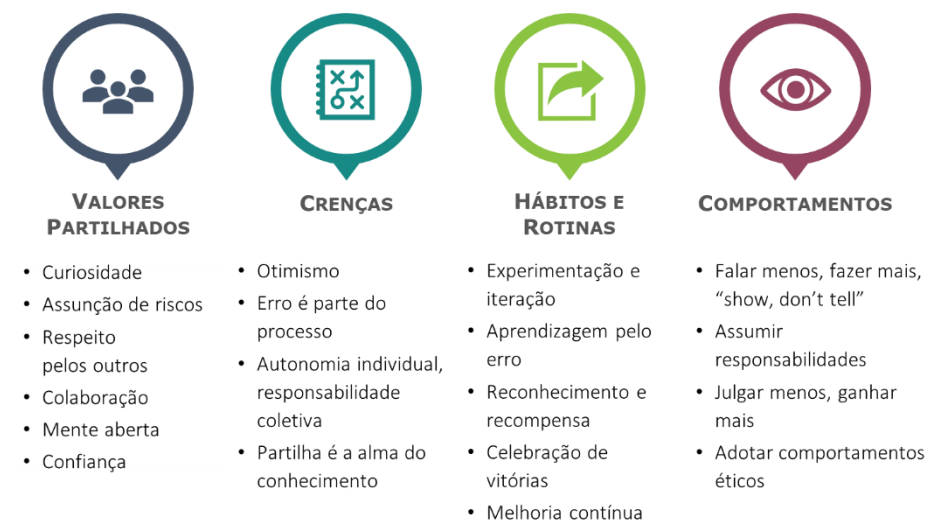 VALORES
PARTILHADOS
• Curiosidade
• Assunção de riscos
• Respeito
pelos outros
• Colaboração
• Mente aberta
• Confiança
CRENÇAS
• Otimismo
• Erro é parte do
processo
• Autonomia individual,
responsabilidade
coletiva
• Partilha é a alma do
conhecimento
HÁBITOS E
ROTINAS
• Experimentação e
iteração
• Aprendizagem pelo
erro
• Reconhecimento e
recompensa
• Celebração de
vitórias
• Melhoria contínua
COMPORTAMENTOS
• Falar menos, fazer mais,
“show, don’t tell”
• Assumir
responsabilidades
• Julgar menos, ganhar
mais
• Adotar comportamentos
éticos